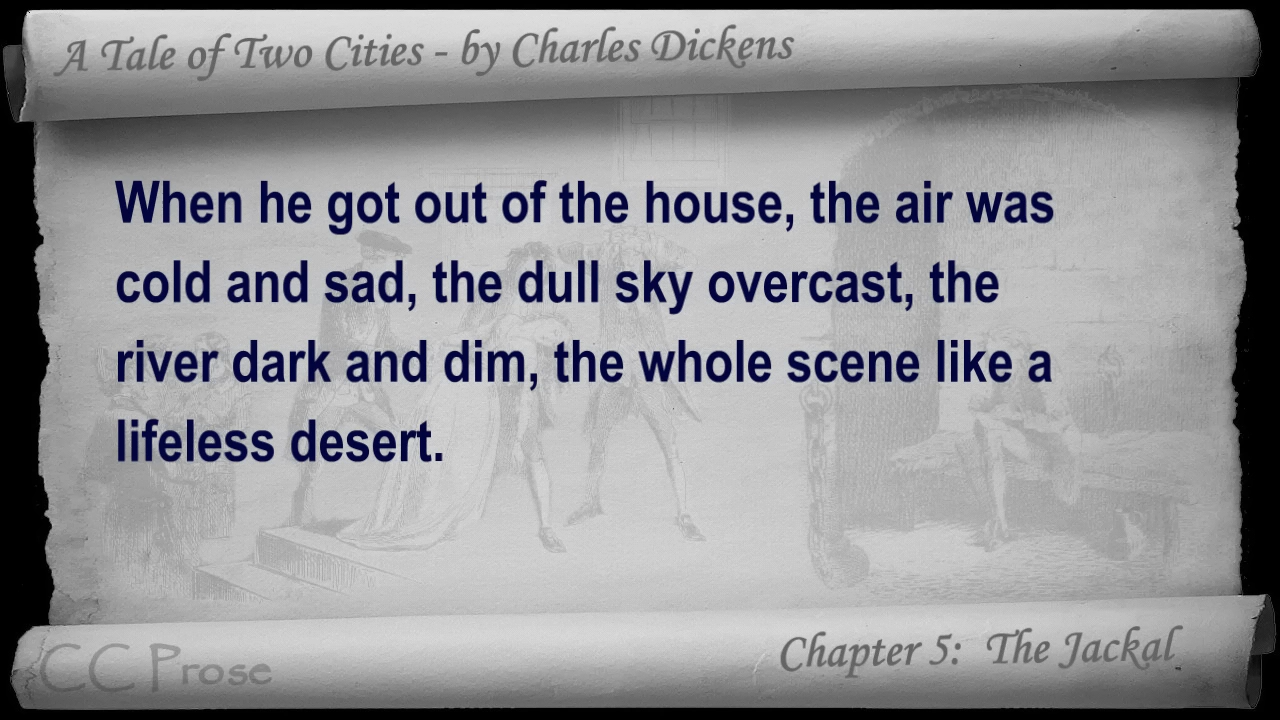 A Tale of Two Cities - by Charles Dickens
When he got out of the house, the air was
cold and sad, the dull sky overcast, the
river dark and dim, the whole scene like a
lifeless desert.
CC Prose
Chapter 5: The Jackal